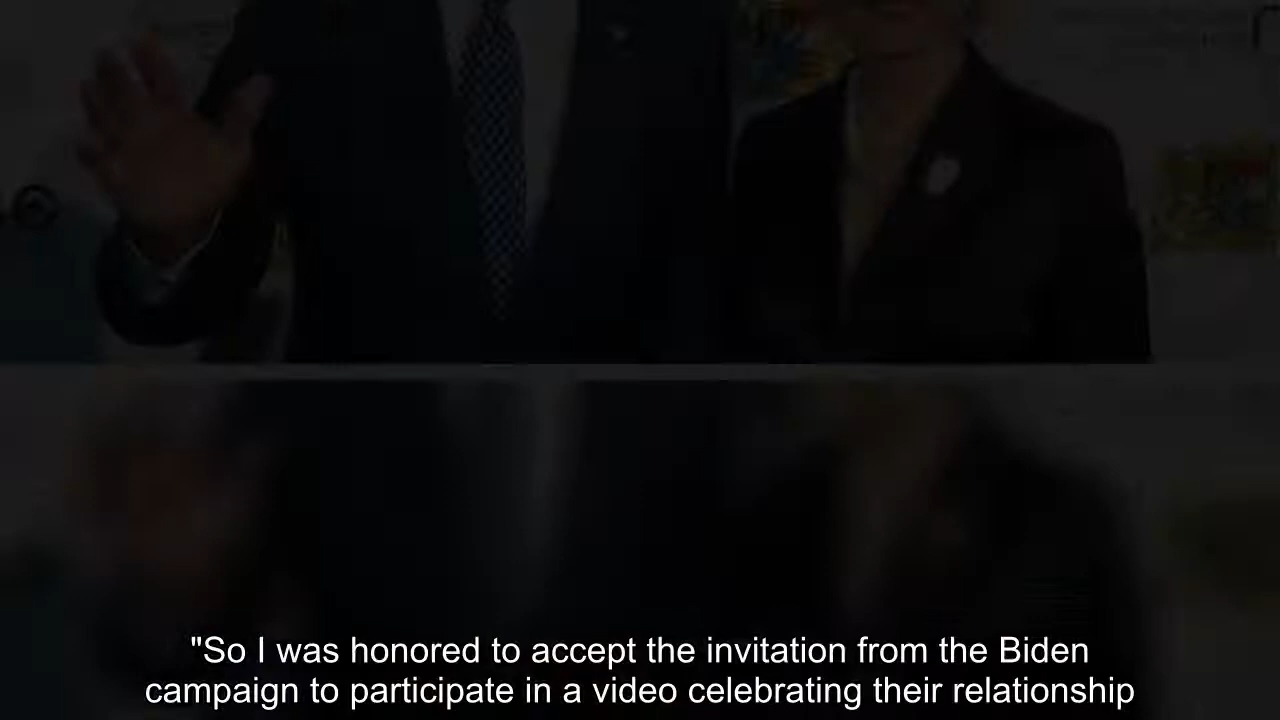 "So I was honored to accept the invitation from the Biden
campaign to participate in a video celebrating their relationship